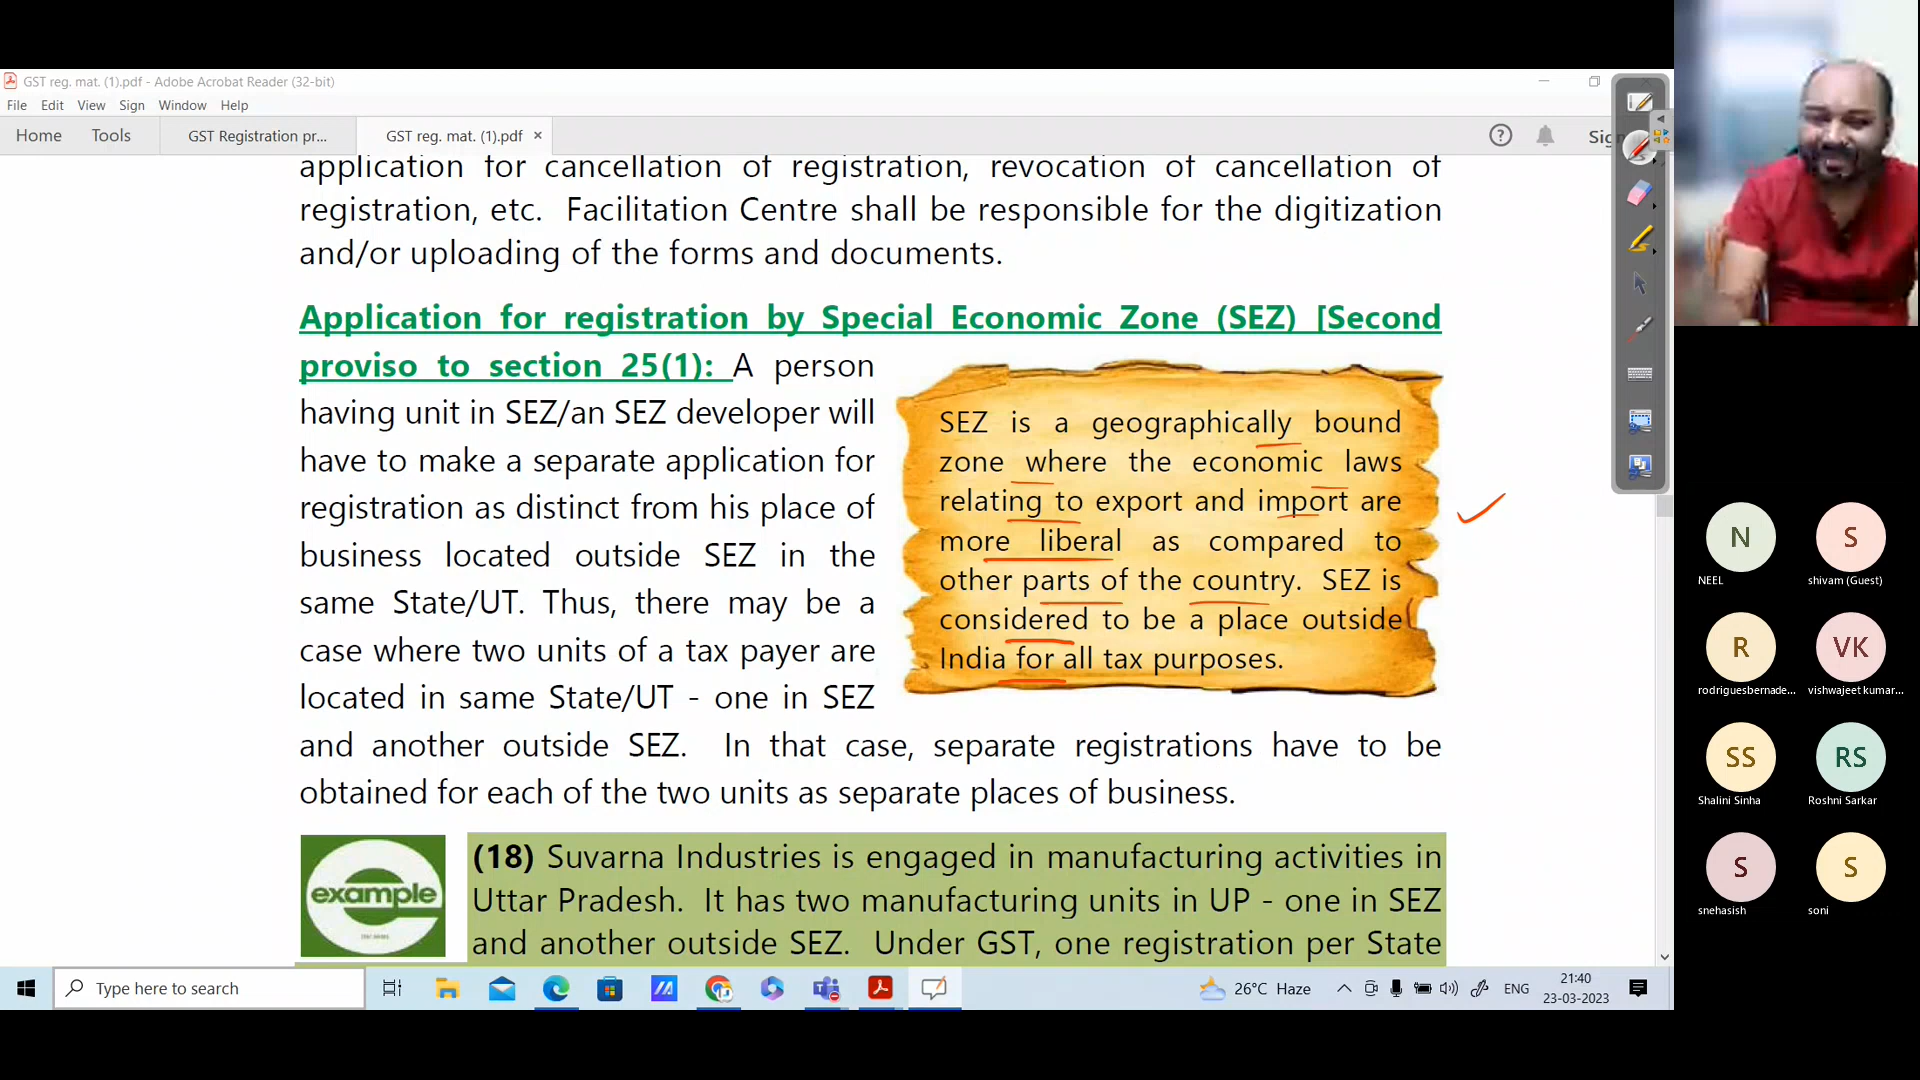 GST reg. mat. (1).pdf - Adobe Acrobat Reader (32-bit)
File Edit View Sign Window Help
Home Tools GST Registration pr... GST reg. mat. (1).pdf
application for cancellation of registration, revocation of cancellation of
registration, etc. Facilitation Centre shall be responsible for the digitization
and/or uploading of the forms and documents.
Application for registration by Special Economic Zone (SEZ) [Second
proviso to section 25(1): A person
having unit in SEZ/an SEZ developer will
have to make a separate application for
registration as distinct from his place of
business located outside SEZ in the
same State/UT. Thus, there may be a
case where two units of a tax payer are
located in same State/UT - one in SEZ
and another outside SEZ. In that case, separate registrations have to be
obtained for each of the two units as separate places of business.
SEZ is a geographically bound
zone where the economic laws
relating to export and import are
more liberal as compared to
other parts of the country. SEZ is
considered to be a place outside
India for all tax purposes.
example
(18) Suvarna Industries is engaged in manufacturing activities in
Uttar Pradesh. It has two manufacturing units in UP - one in SEZ
and another outside SEZ. Under GST, one registration per State
N
NEEL
S
shivam (Guest)
R
rodriguesbernade...
VK
vishwajeet kumar...
SS
Shalini Sinha
RS
Roshni Sarkar
S
snehasish
S
soni
Type here to search
26°C Haze
ENG
21:40
23-03-2023